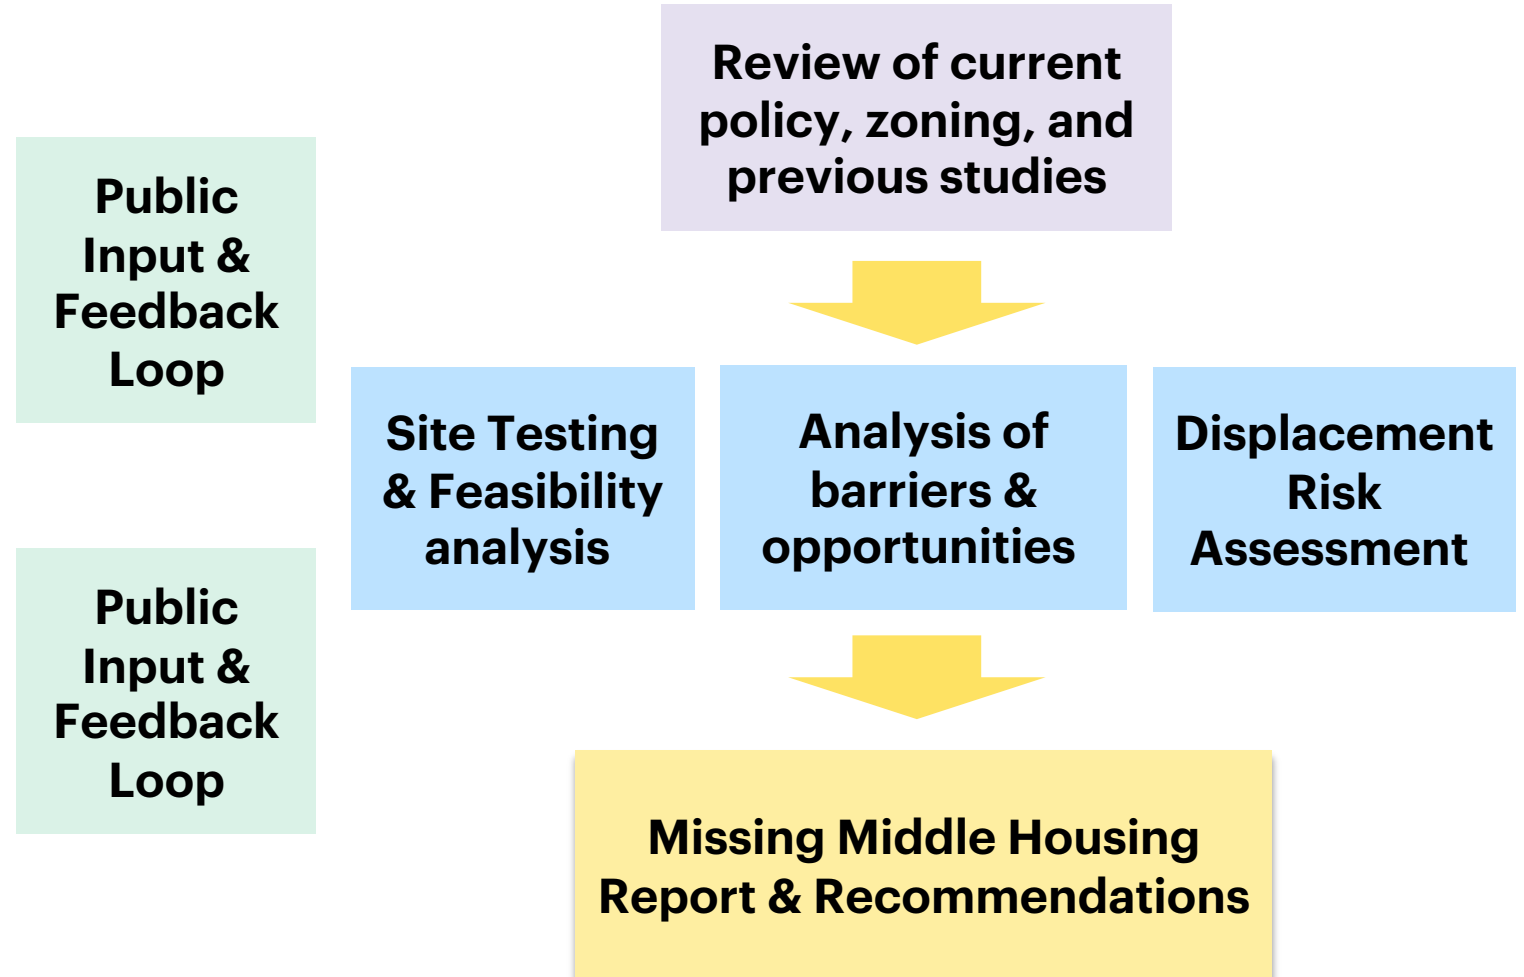 Review of current
policy, zoning, and
previous studies
Public
Input &
Feedback
Loop
Site Testing
& Feasibility
analysis
Analysis of
barriers &
opportunities
Displacement
Risk
Assessment
Public
Input &
Feedback
Loop
Missing Middle Housing
Report & Recommendations